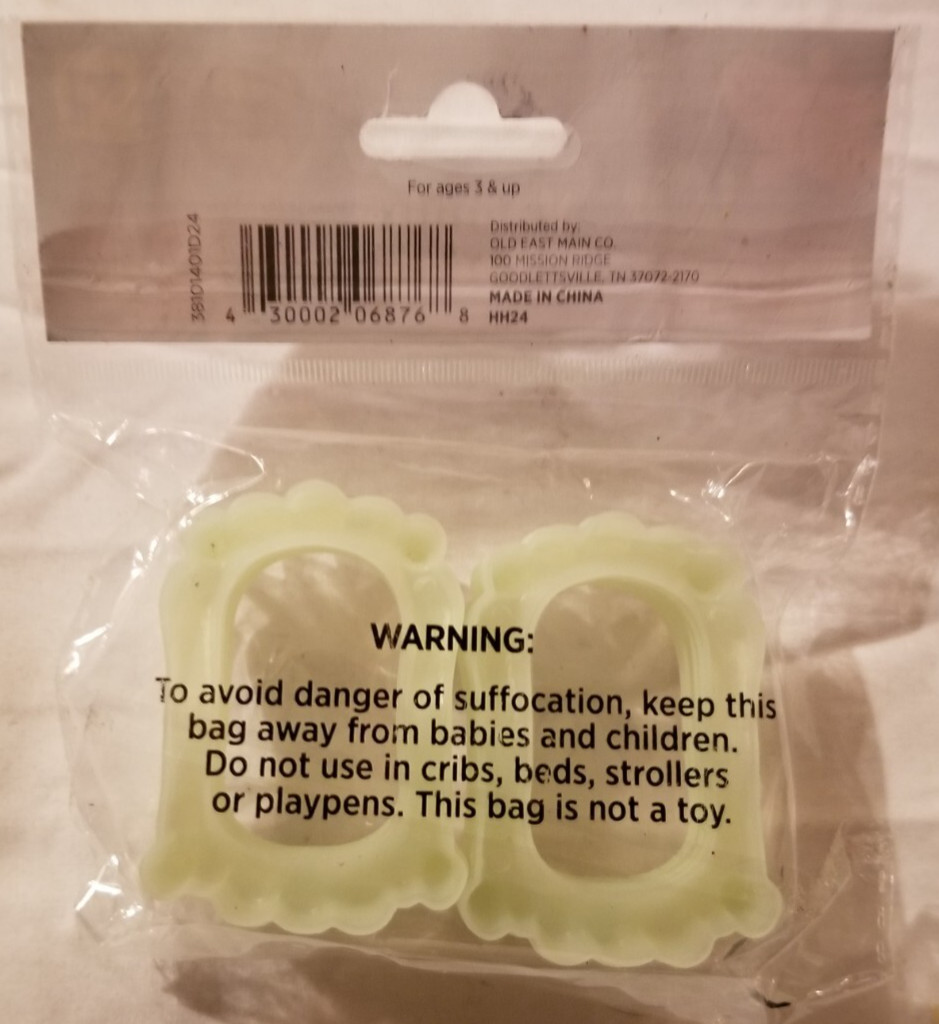 For ages 3 & up
38101401D24
4 30002 06876 8
Distributed by:
OLD EAST MAIN CO.
100 MISSION RIDGE
GOODLETTSVILLE, TN 37072-2170
MADE IN CHINA
HH24
WARNING:
To avoid danger of suffocation, keep this
bag away from babies and children.
Do not use in cribs, beds, strollers
or playpens. This bag is not a toy.